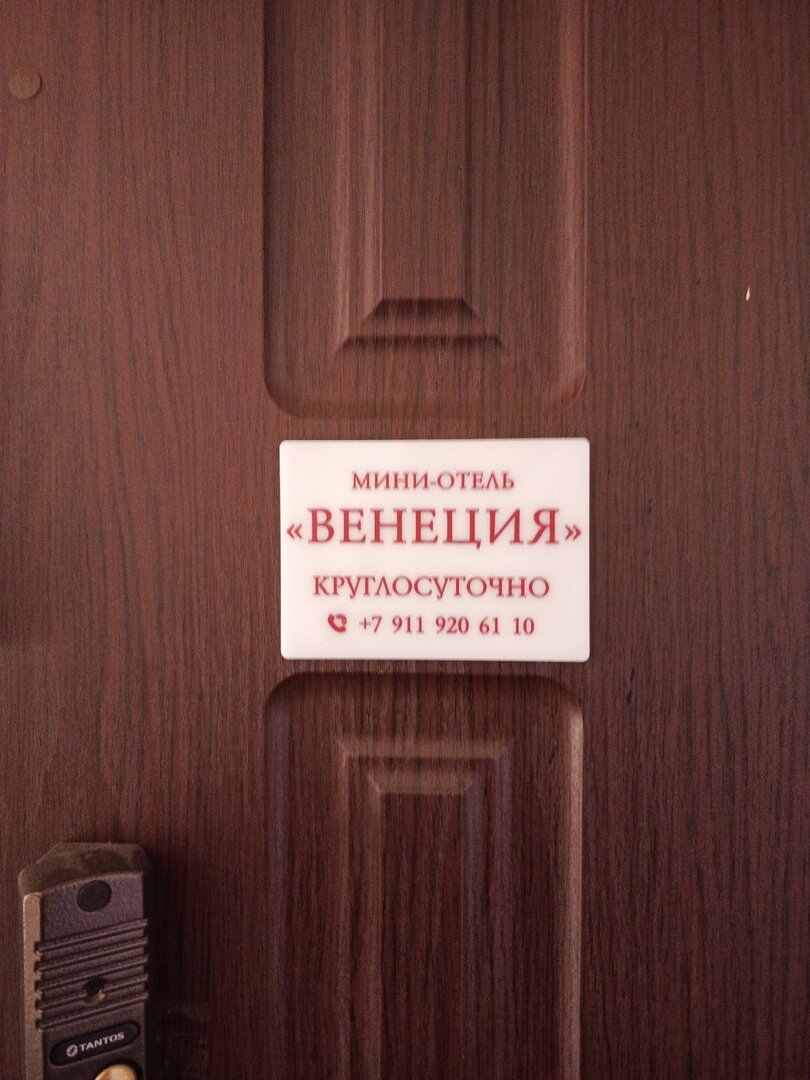 МИНИ-ОТЕЛЬ
«ВЕНЕЦИЯ»
КРУГЛОСУТОЧНО
+7 911 920 61 10
TANTOS